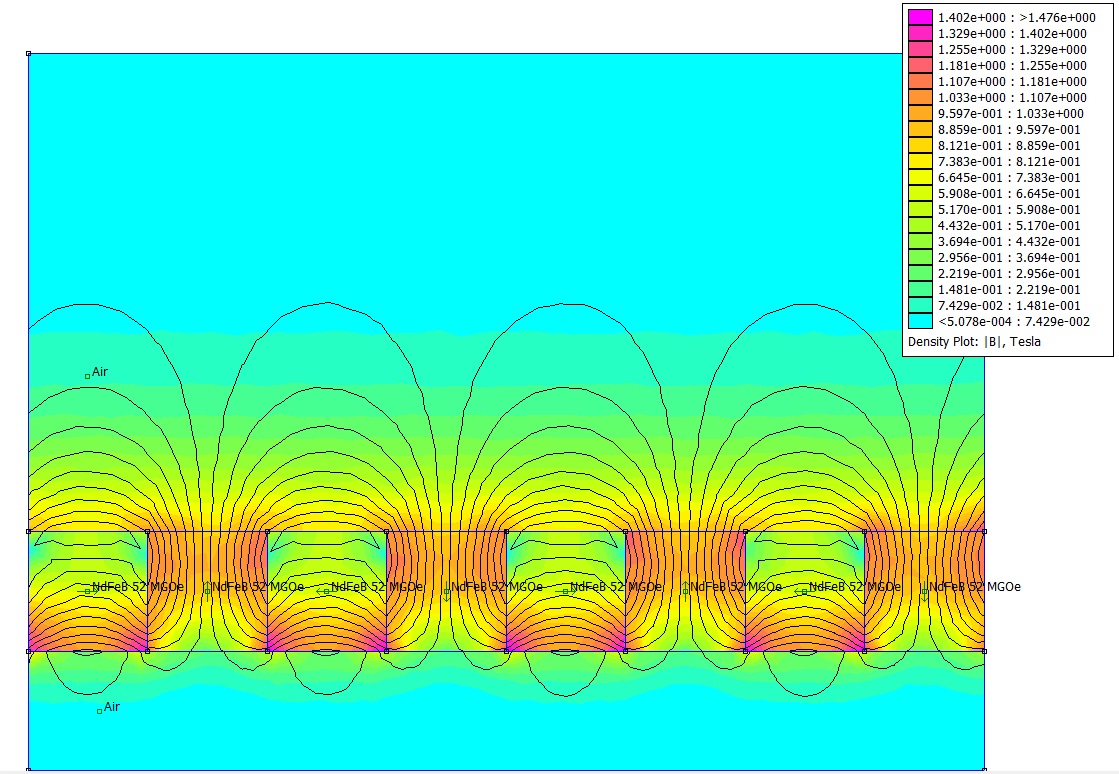 1.402e+000 : >1.476e+000
1.329e+000 : 1.402e+000
1.255e+000 : 1.329e+000
1.181e+000 : 1.255e+000
1.107e+000 : 1.181e+000
1.033e+000 : 1.107e+000
9.597e-001 : 1.033e+000
8.859e-001 : 9.597e-001
8.121e-001 : 8.859e-001
7.383e-001 : 8.121e-001
6.645e-001 : 7.383e-001
5.908e-001 : 6.645e-001
5.170e-001 : 5.908e-001
4.432e-001 : 5.170e-001
3.694e-001 : 4.432e-001
2.956e-001 : 3.694e-001
2.219e-001 : 2.956e-001
1.481e-001 : 2.219e-001
7.429e-002 : 1.481e-001
<5.078e-004 : 7.429e-002
Density Plot: |B|, Tesla
Air
NdFeB 52 MGOe NdFeB 52 MGOe NdFeB 52 MGOe NdFeB 52 MGOe NdFeB 52 MGOe NdFeB 52 MGOe NdFeB 52 MGOe NdFeB 52 MGOe
Air